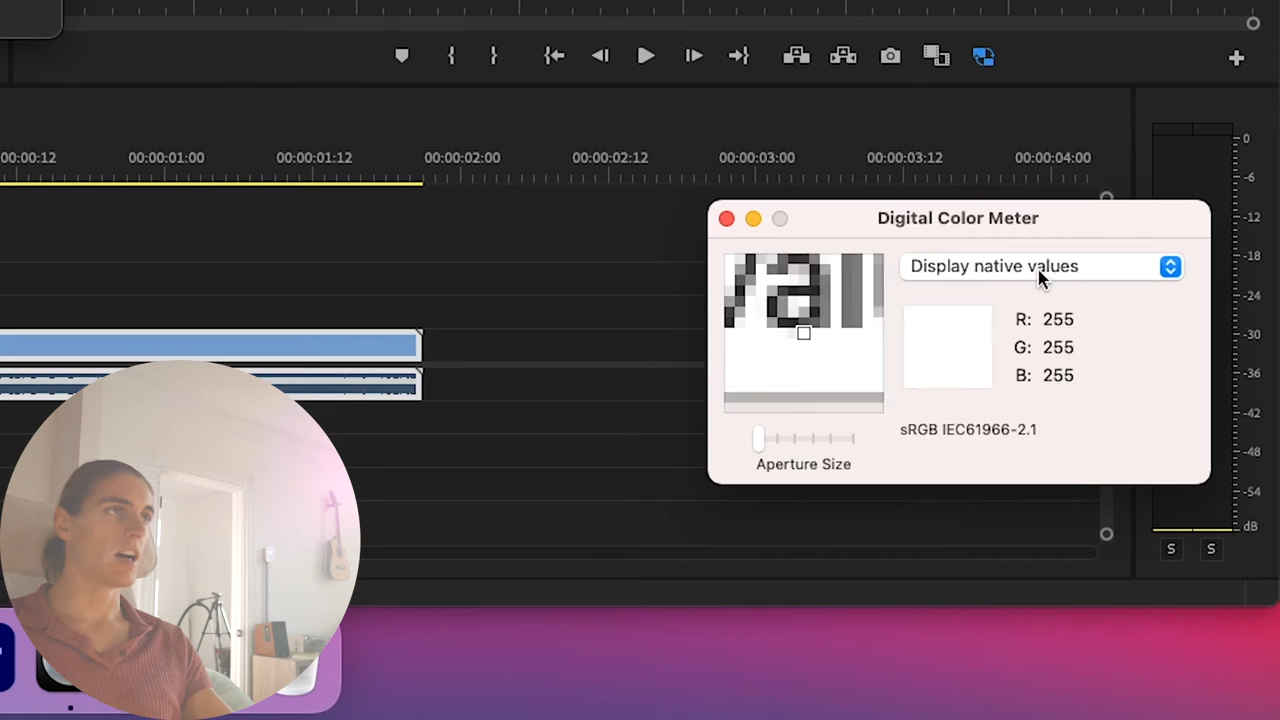 00:00:12 00:00:01:00 00:00:01:12 00:00:02:00 00:00:02:12 00:00:03:00 00:00:03:12 00:00:04:00
0
-6
-12
-18
-24
-30
-36
-42
-48
-54
dB
S S
Digital Color Meter
Display native values
R: 255
G: 255
B: 255
sRGB IEC61966-2.1
Aperture Size